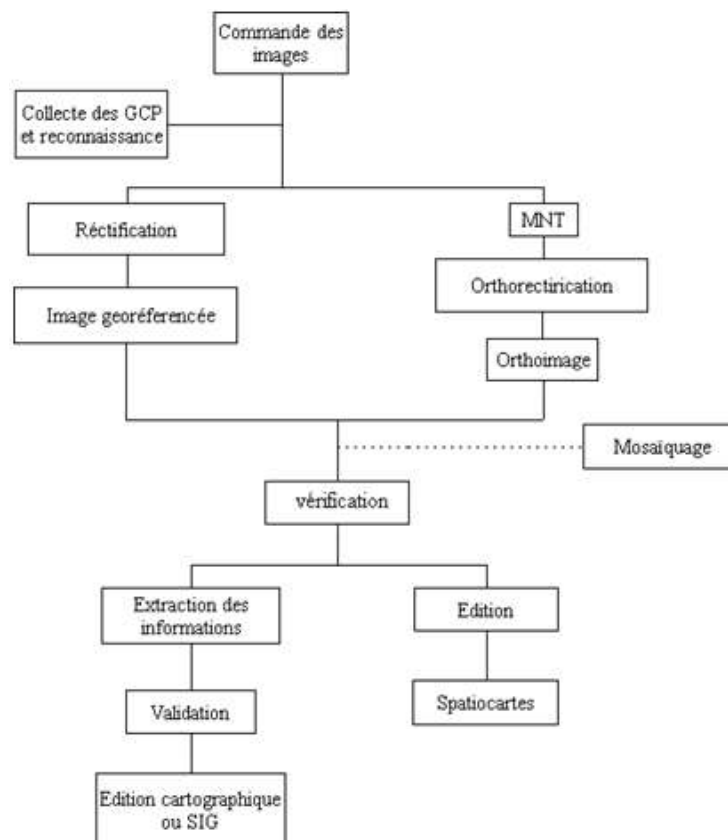 Commande des
images
Collecte des GCP
et reconnaissance
Réctification
MNT
Orthorectirication
Image georéferencée
Orthoimage
Mosaïquage
vérification
Extraction des
informations
Edition
Validation
Spatiocartes
Edition cartographique
ou SIG